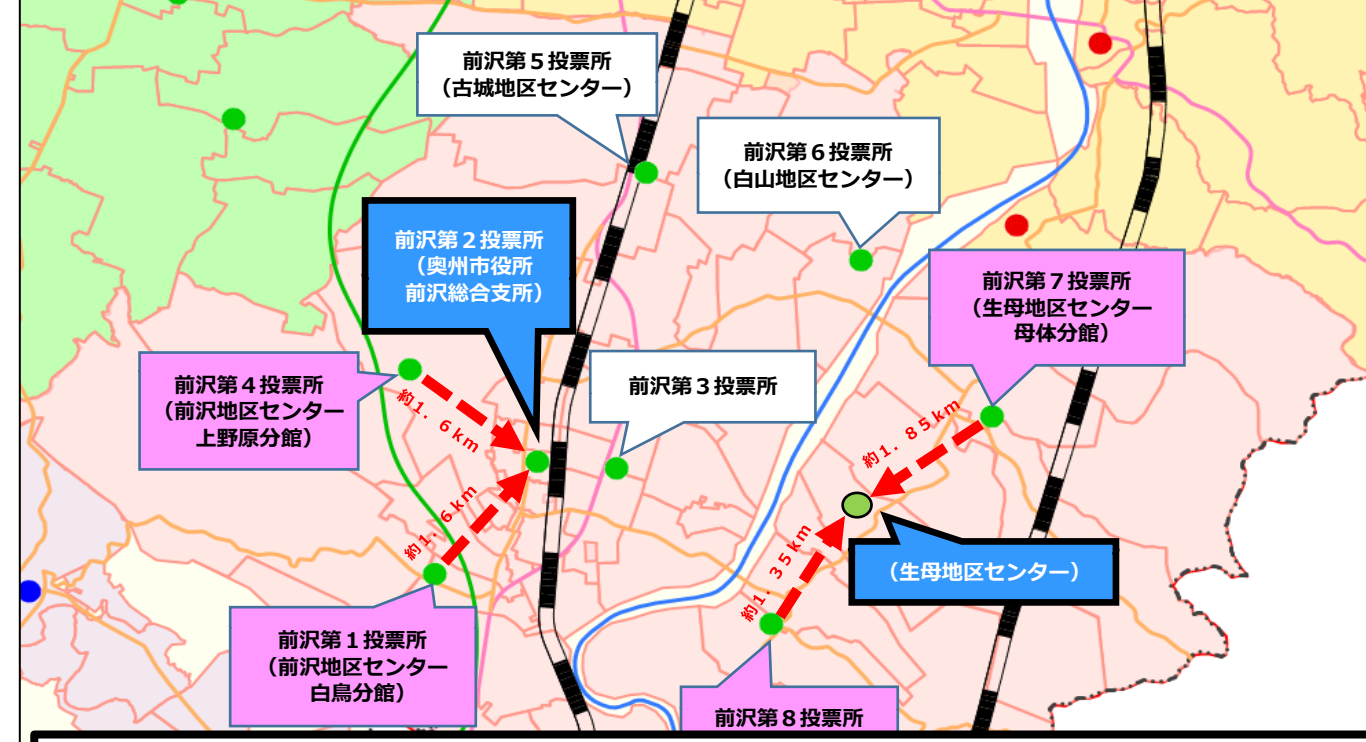 前沢第５投票所
（古城地区センター）
前沢第６投票所
（白山地区センター）
前沢第２投票所
（奥州市役所
前沢総合支所）
前沢第７投票所
（生母地区センター
母体分館）
前沢第４投票所
（前沢地区センター
上野原分館）
約１．６ｋｍ
前沢第３投票所
約１．８５ｋｍ
約１．６ｋｍ
約１．３５ｋｍ
（生母地区センター）
前沢第１投票所
（前沢地区センター
白鳥分館）
前沢第８投票所